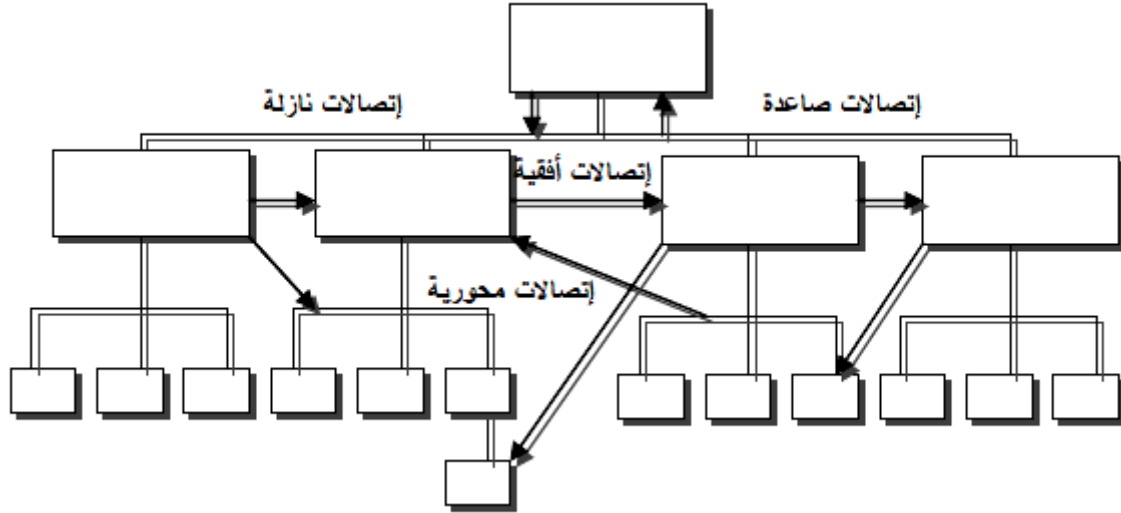 إتصالات صاعدة
إتصالات نازلة
إتصالات أفقية
إتصالات محورية